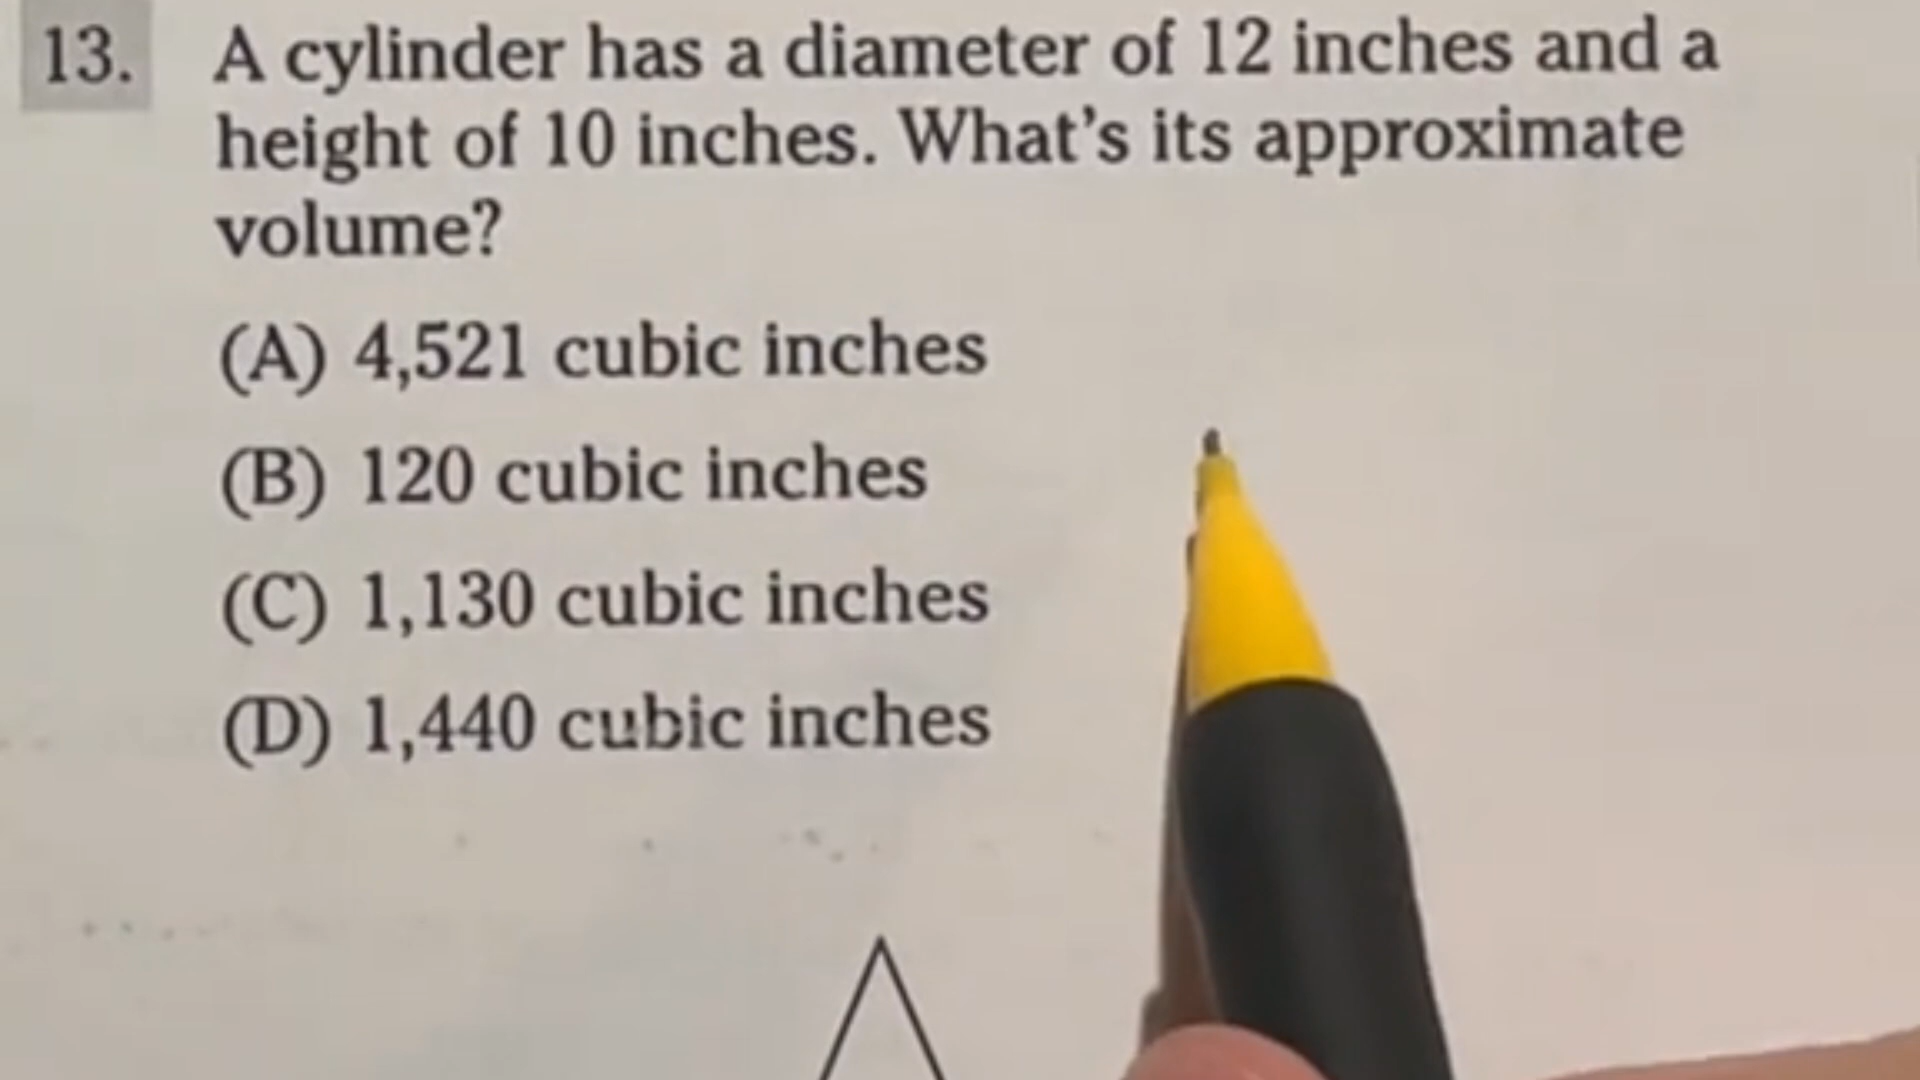 13. A cylinder has a diameter of 12 inches and a
height of 10 inches. What's its approximate
volume?
(A) 4,521 cubic inches
(B) 120 cubic inches
(C) 1,130 cubic inches
(D) 1,440 cubic inches